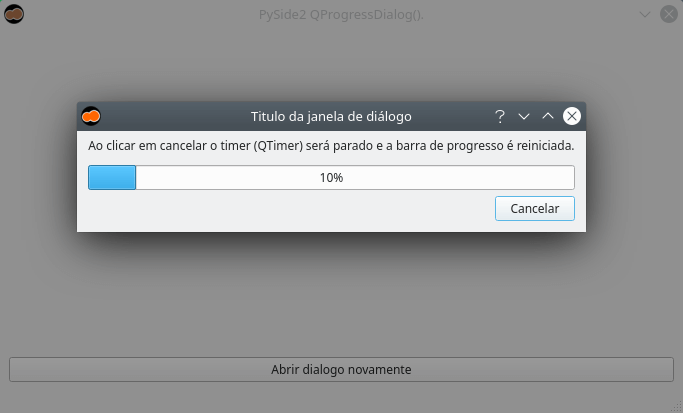 PySide2 QProgressDialog().
Titulo da janela de diálogo
Ao clicar em cancelar o timer (QTimer) será parado e a barra de progresso é reiniciada.
10%
Cancelar
Abrir dialogo novamente